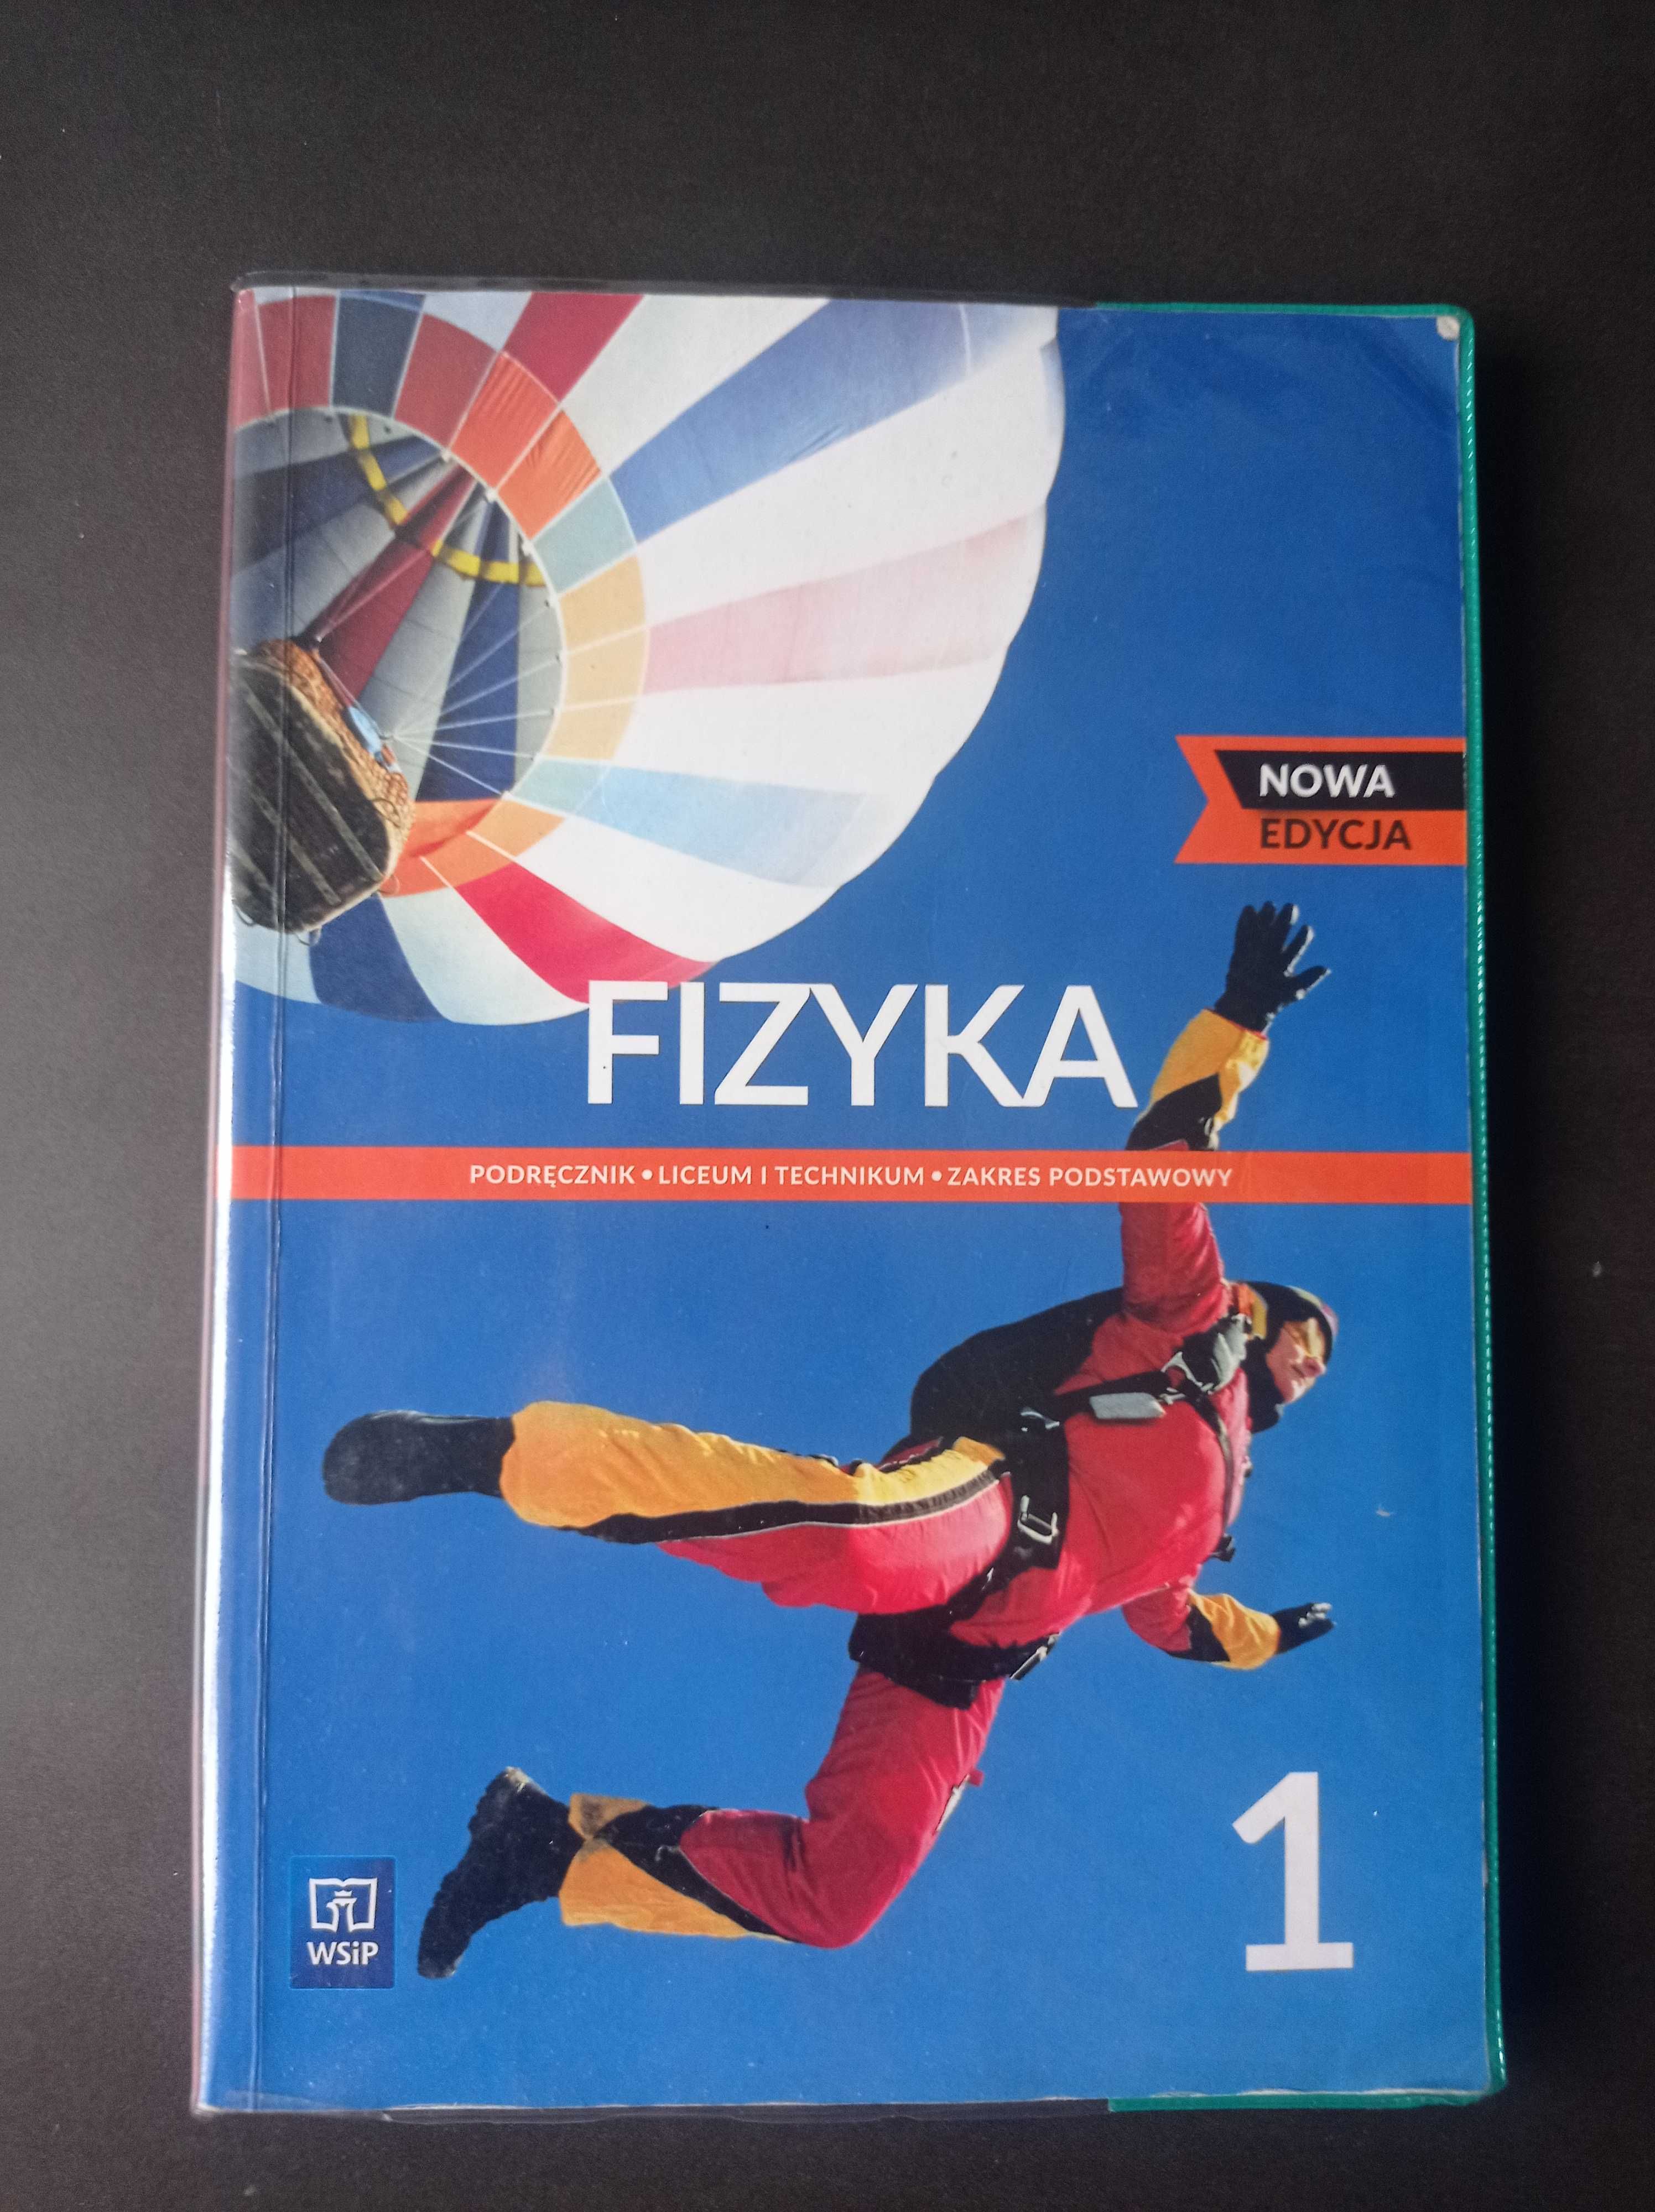 NOWA
EDYCJA
FIZYKA
PODRĘCZNIK • LICEUM I TECHNIKUM • ZAKRES PODSTAWOWY
1
WSiP